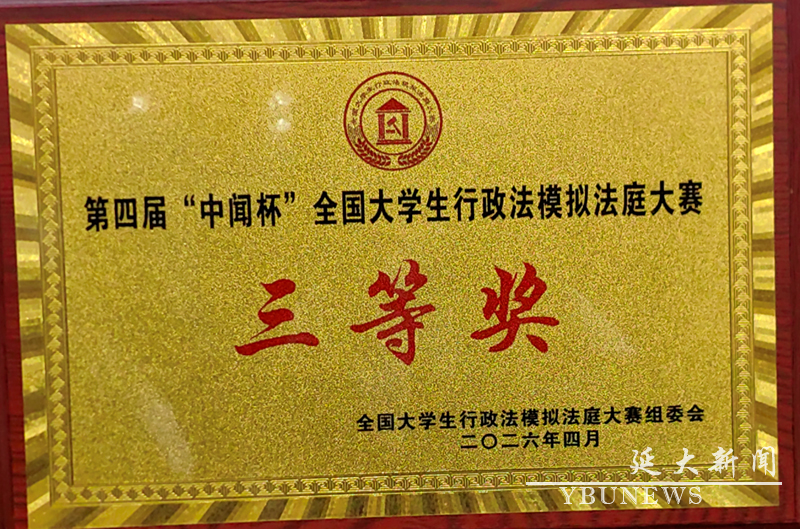 第四届“中闻杯”全国大学生行政法模拟法庭大赛
三等奖
全国大学生行政法模拟法庭大赛组委会
二〇二六年四月
延大新闻
YBUNEWS